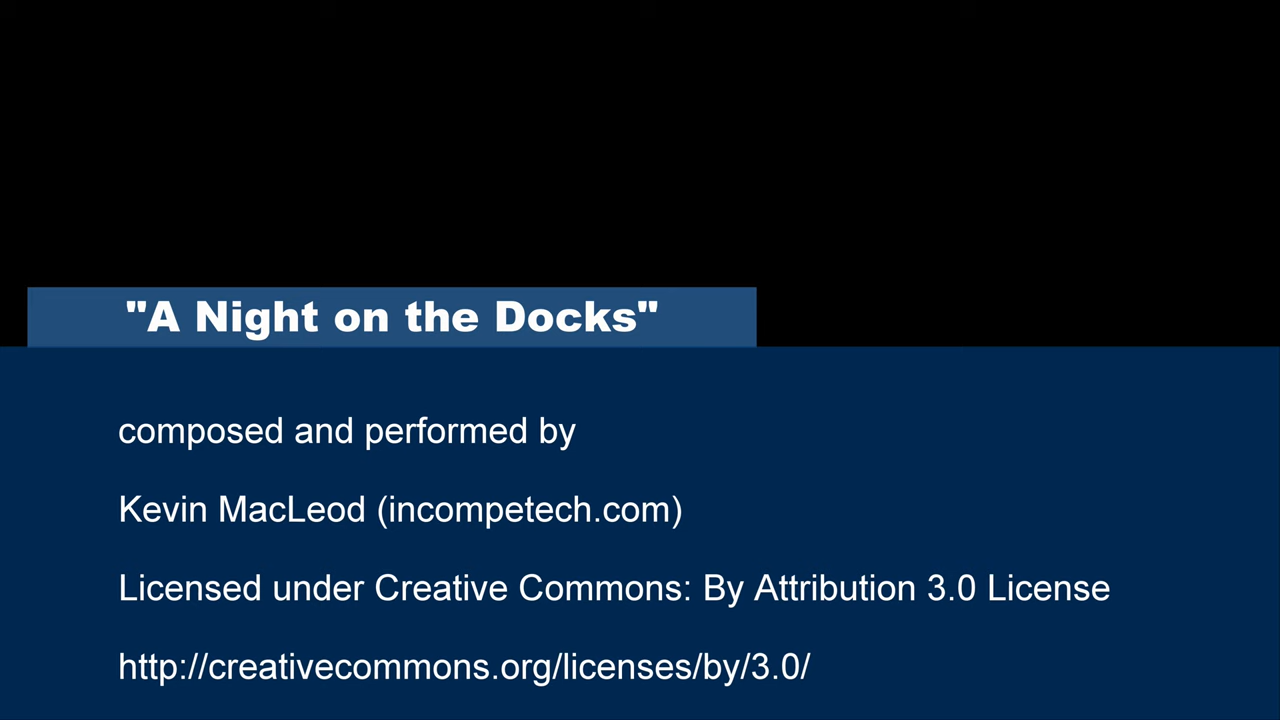 "A Night on the Docks"
composed and performed by
Kevin MacLeod (incompetech.com)
Licensed under Creative Commons: By Attribution 3.0 License
http://creativecommons.org/licenses/by/3.0/